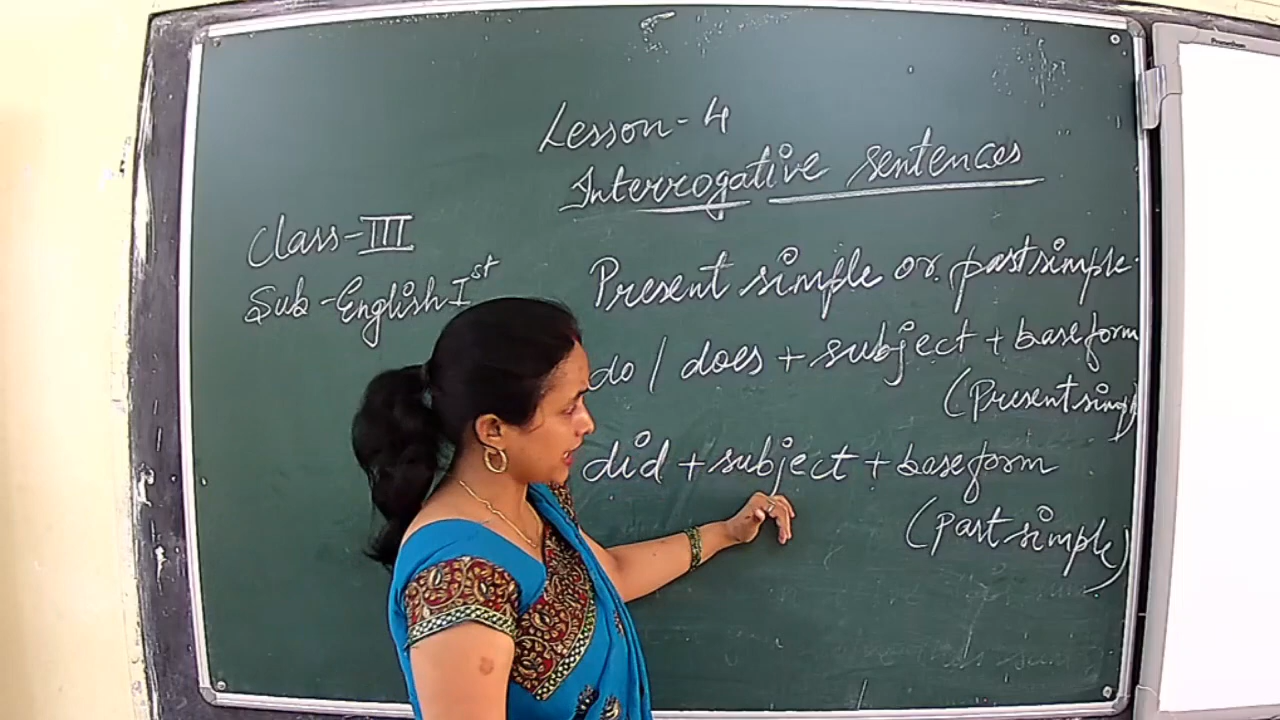 Lesson - 4
Interrogative sentences
Class - III
Sub - English Ist
Present simple or past simple.
do / does + subject + base form
(Present simpl
did + subject + base form
(Past simple)